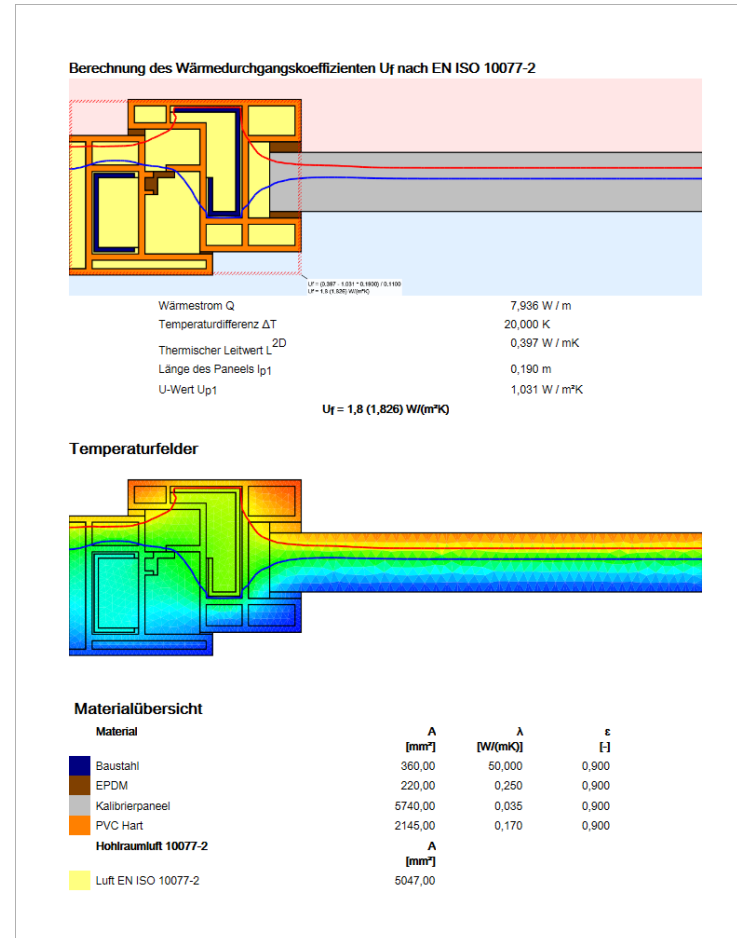 Berechnung des Wärmedurchgangskoeffizienten Uf nach EN ISO 10077-2
Uf = (0.397 - 1.031 * 0.1900) / 0.1100
Uf = 1,8 (1,826) W/(m²K)
Wärmestrom Q 7,936 W / m
Temperaturdifferenz ΔT 20,000 K
Thermischer Leitwert L2D 0,397 W / mK
Länge des Paneels lp1 0,190 m
U-Wert Up1 1,031 W / m²K
Uf = 1,8 (1,826) W/(m²K)
Temperaturfelder
Materialübersicht
Material A λ ε
[mm²] [W/(mK)] [-]
Baustahl 360,00 50,000 0,900
EPDM 220,00 0,250 0,900
Kalibrierpaneel 5740,00 0,035 0,900
PVC Hart 2145,00 0,170 0,900
Hohlraumluft 10077-2 A
[mm²]
Luft EN ISO 10077-2 5047,00